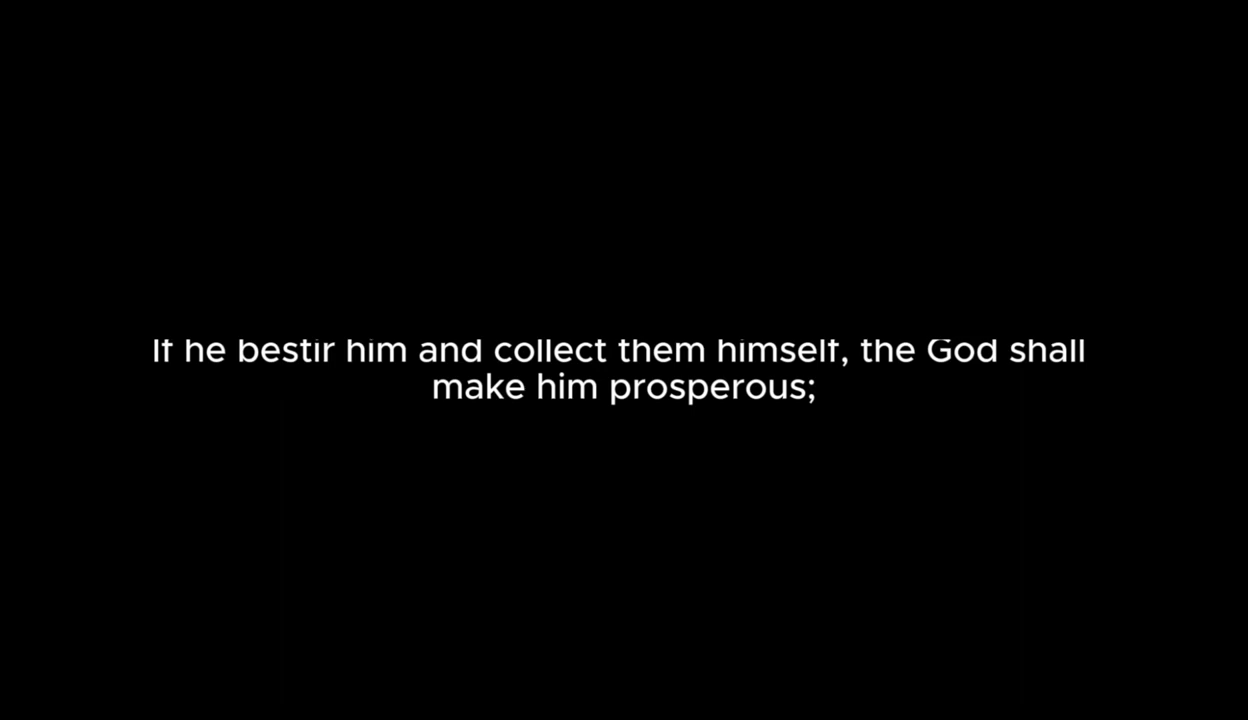 If he bestir him and collect them himself, the God shall
make him prosperous;